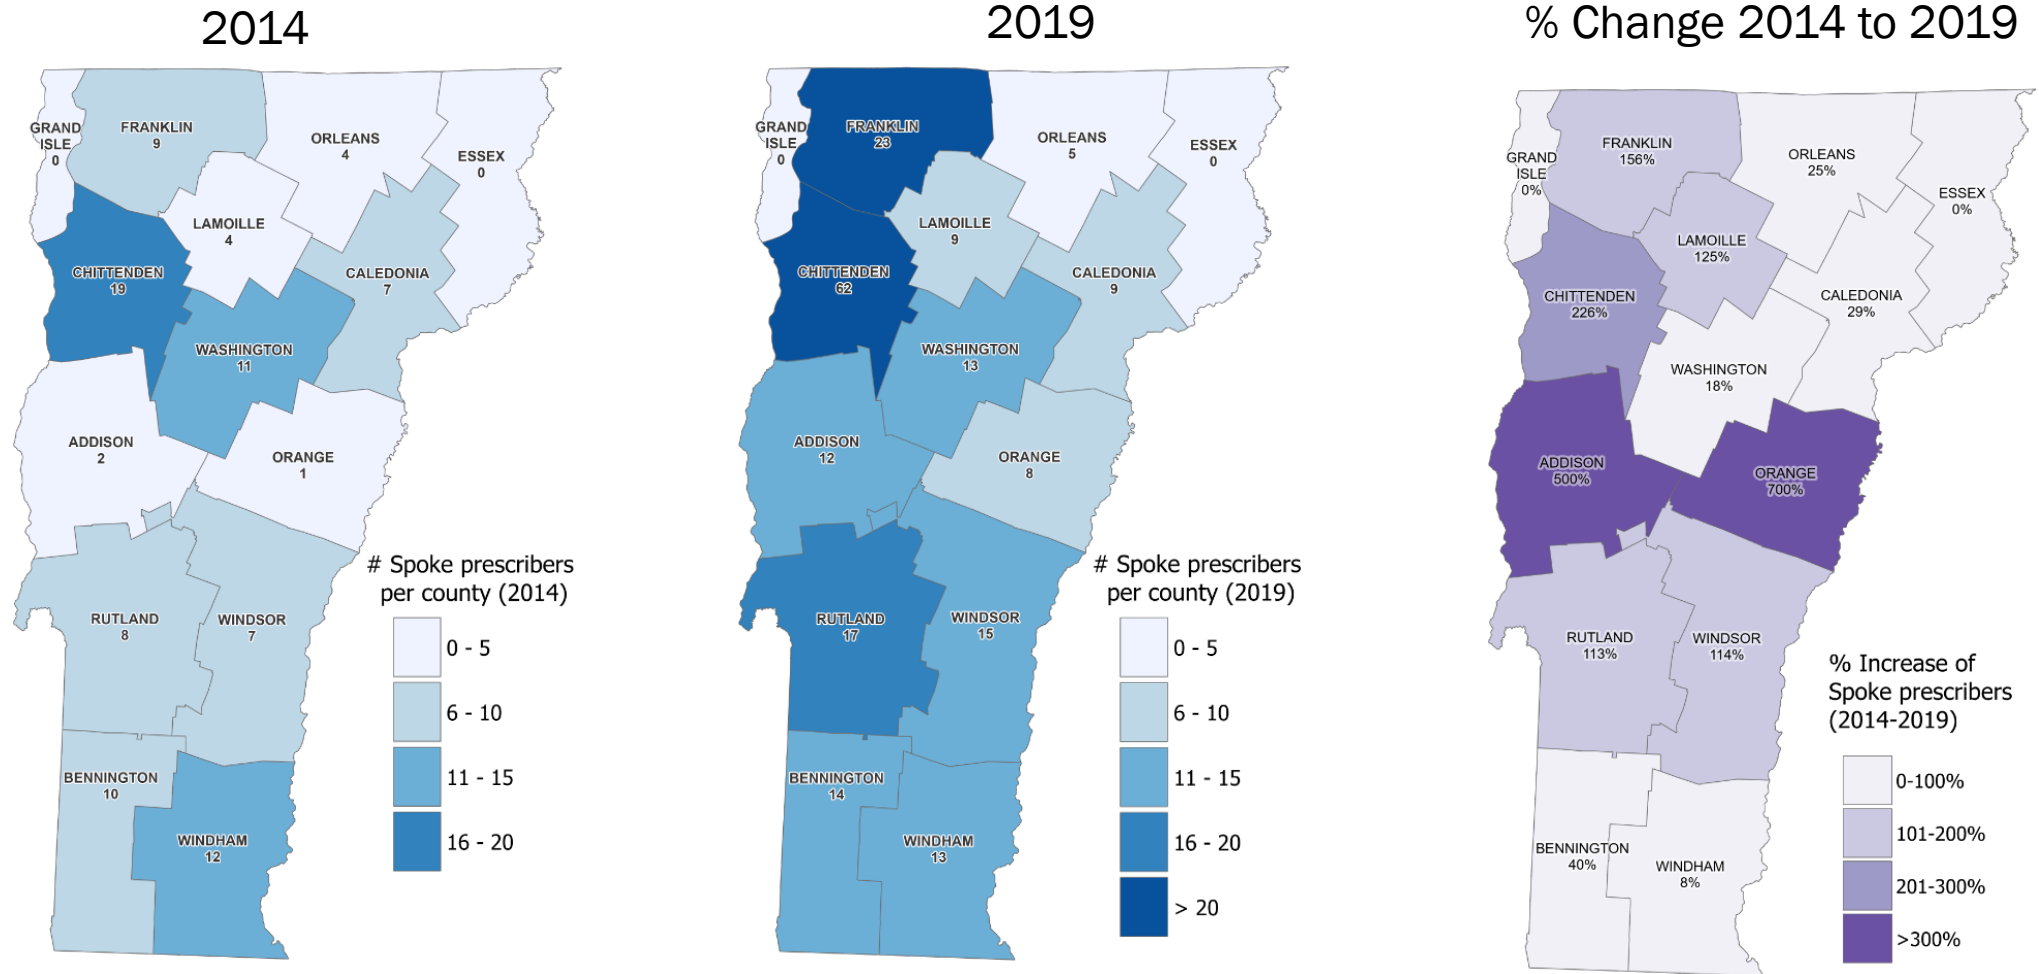 2014
GRAND
ISLE
0
FRANKLIN
9
ORLEANS
4
ESSEX
0
LAMOILLE
4
CHITTENDEN
19
CALEDONIA
7
WASHINGTON
11
ADDISON
2
ORANGE
1
RUTLAND
8
WINDSOR
7
BENNINGTON
10
WINDHAM
12
# Spoke prescribers
per county (2014)
0 - 5
6 - 10
11 - 15
16 - 20
2019
GRAND
ISLE
0
FRANKLIN
23
ORLEANS
5
ESSEX
0
LAMOILLE
9
CHITTENDEN
62
CALEDONIA
9
WASHINGTON
13
ADDISON
12
ORANGE
8
RUTLAND
17
WINDSOR
15
BENNINGTON
14
WINDHAM
13
# Spoke prescribers
per county (2019)
0 - 5
6 - 10
11 - 15
16 - 20
> 20
% Change 2014 to 2019
GRAND
ISLE
0%
FRANKLIN
156%
ORLEANS
25%
ESSEX
0%
LAMOILLE
125%
CHITTENDEN
226%
CALEDONIA
29%
WASHINGTON
18%
ADDISON
500%
ORANGE
700%
RUTLAND
113%
WINDSOR
114%
BENNINGTON
40%
WINDHAM
8%
% Increase of
Spoke prescribers
(2014-2019)
0-100%
101-200%
201-300%
>300%